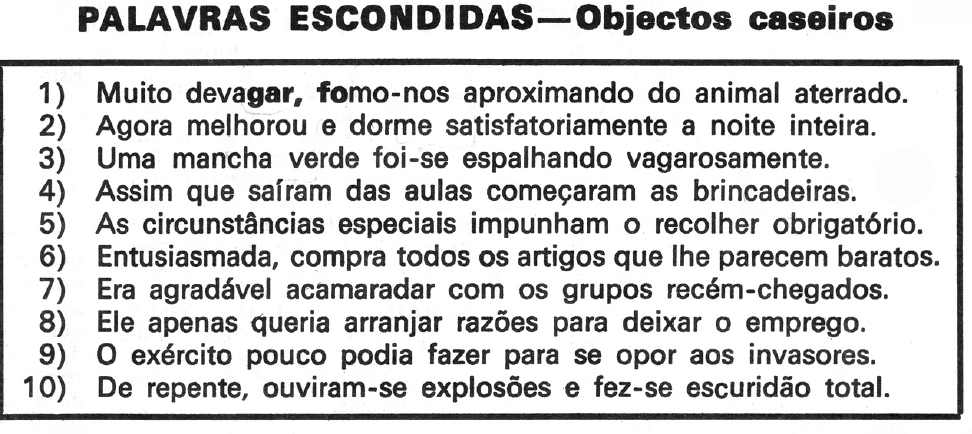 PALAVRAS ESCONDIDAS—Objectos caseiros
1) Muito devagar, fomo-nos aproximando do animal aterrado.
2) Agora melhorou e dorme satisfatoriamente a noite inteira.
3) Uma mancha verde foi-se espalhando vagarosamente.
4) Assim que saíram das aulas começaram as brincadeiras.
5) As circunstâncias especiais impunham o recolher obrigatório.
6) Entusiasmada, compra todos os artigos que lhe parecem baratos.
7) Era agradável acamaradar com os grupos recém-chegados.
8) Ele apenas queria arranjar razões para deixar o emprego.
9) O exército pouco podia fazer para se opor aos invasores.
10) De repente, ouviram-se explosões e fez-se escuridão total.